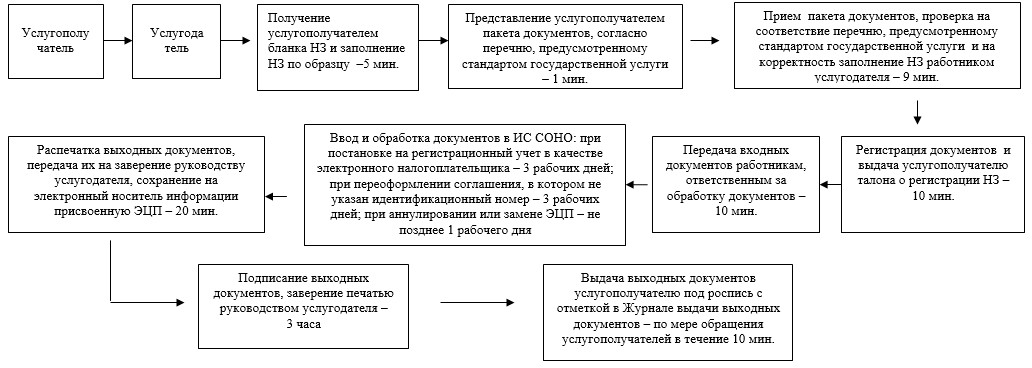 Услугополу
чатель
Услугода
тель
Получение
услугополучателем
бланка НЗ и заполнение
НЗ по образцу –5 мин.
Представление услугополучателем
пакета документов, согласно
перечню, предусмотренному
стандартом государственной услуги
– 1 мин.
Прием пакета документов, проверка на
соответствие перечню, предусмотренному
стандартом государственной услуги и на
корректность заполнение НЗ работником
услугодателя – 9 мин.
Регистрация документов и
выдача услугополучателю
талона о регистрации НЗ –
10 мин.
Передача входных
документов работникам,
ответственным за
обработку документов –
10 мин.
Ввод и обработка документов в ИС СОНО: при
постановке на регистрационный учет в качестве
электронного налогоплательщика – 3 рабочих дней;
при переоформлении соглашения, в котором не
указан идентификационный номер – 3 рабочих
дней; при аннулировании или замене ЭЦП – не
позднее 1 рабочего дня
Распечатка выходных документов,
передача их на заверение руководству
услугодателя, сохранение на
электронный носитель информации
присвоенную ЭЦП – 20 мин.
Подписание выходных
документов, заверение печатью
руководством услугодателя –
3 часа
Выдача выходных документов
услугополучателю под роспись с
отметкой в Журнале выдачи выходных
документов – по мере обращения
услугополучателей в течение 10 мин.